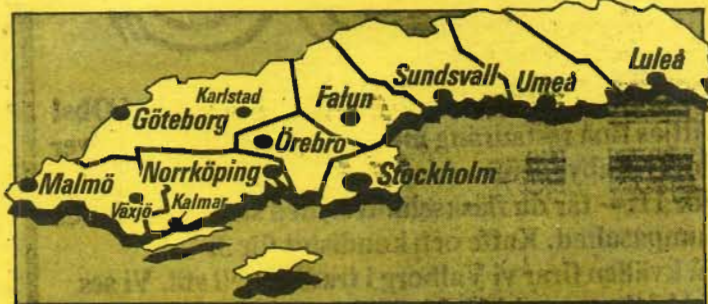 Luleå
Sundsvall
Umeå
Karlstad
Falun
Göteborg
Örebro
Malmö
Norrköping
Stockholm
Växjö
Kalmar